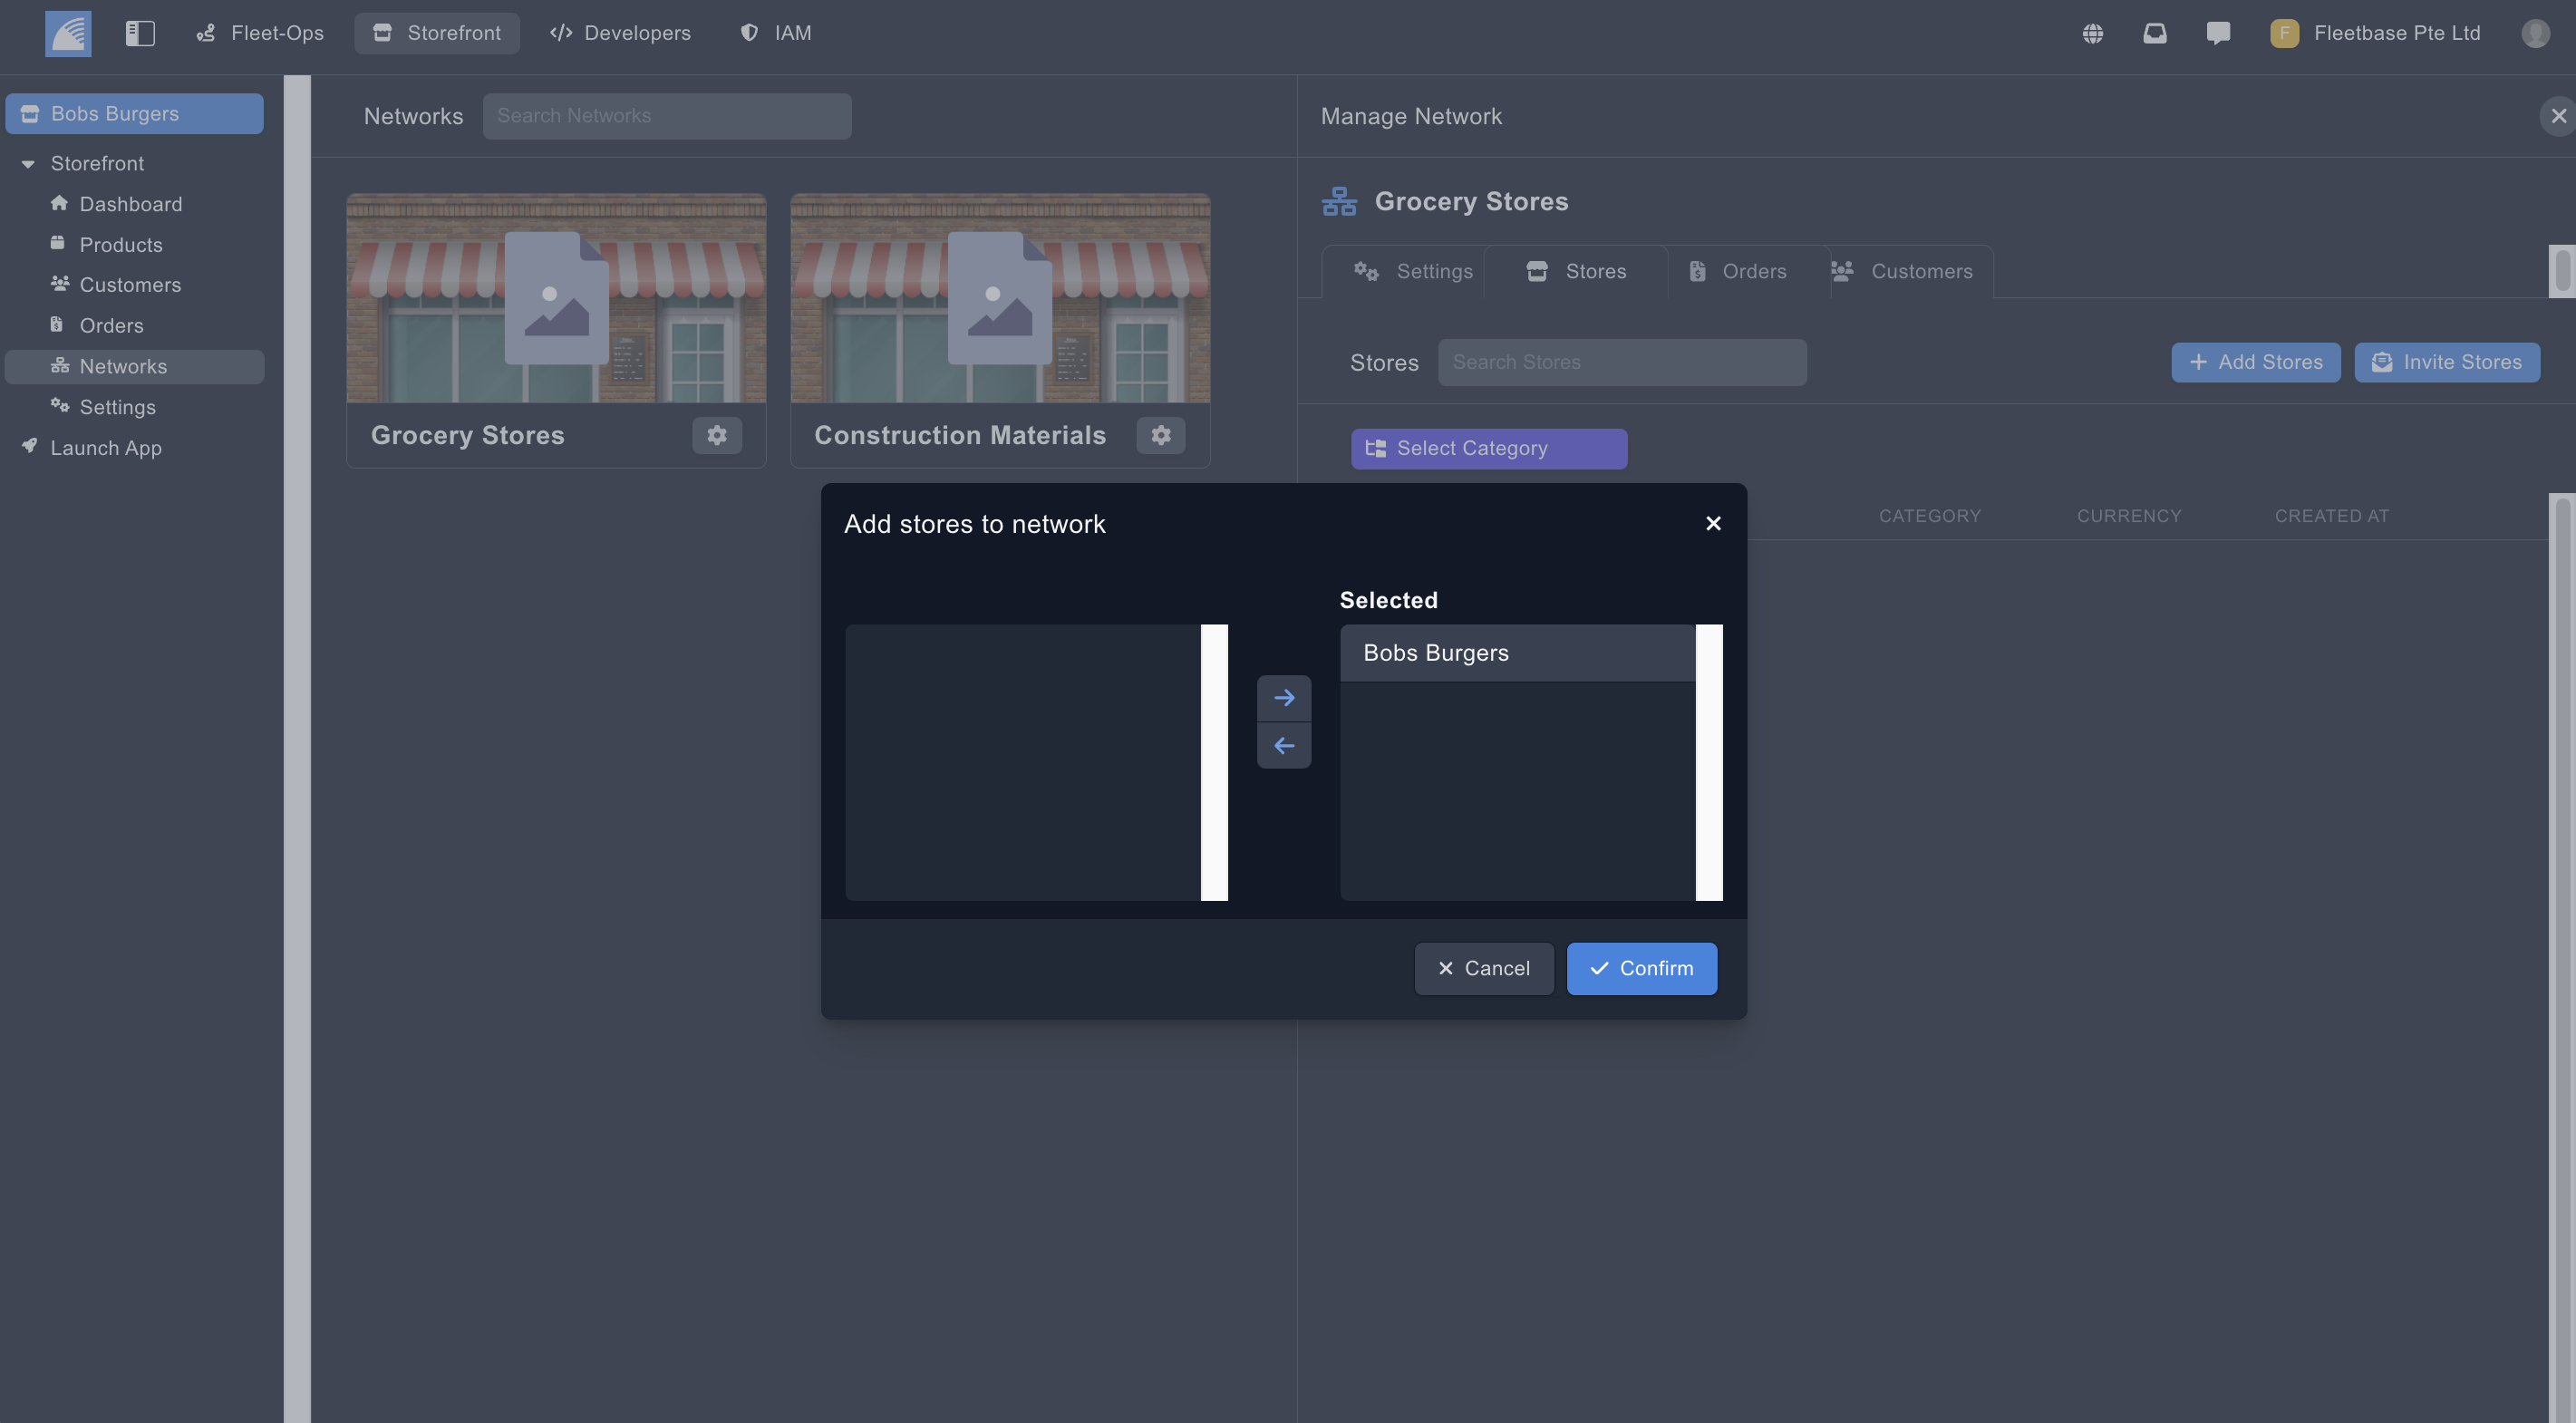 Fleet-Ops
Storefront
Developers
IAM
F
Fleetbase Pte Ltd
Bobs Burgers
Storefront
Dashboard
Products
Customers
Orders
Networks
Settings
Launch App
Networks
Search Networks
Grocery Stores
Construction Materials
Manage Network
Grocery Stores
Settings
Stores
Orders
Customers
Stores
Search Stores
Add Stores
Invite Stores
Select Category
CATEGORY
CURRENCY
CREATED AT
Add stores to network
Selected
Bobs Burgers
Cancel
Confirm